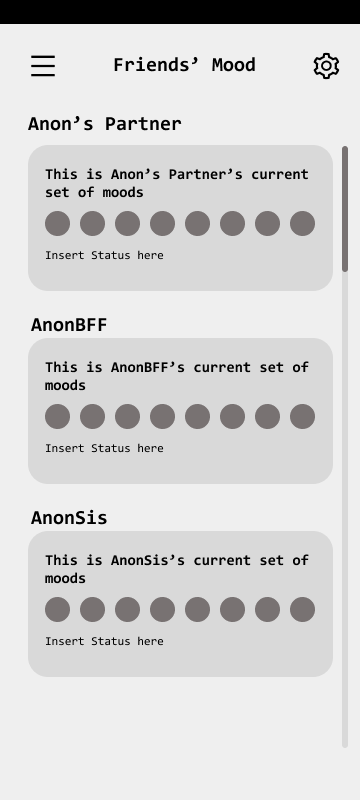 Friends’ Mood
Anon’s Partner
This is Anon’s Partner’s current
set of moods
Insert Status here
AnonBFF
This is AnonBFF’s current set of
moods
Insert Status here
AnonSis
This is AnonSis’s current set of
moods
Insert Status here